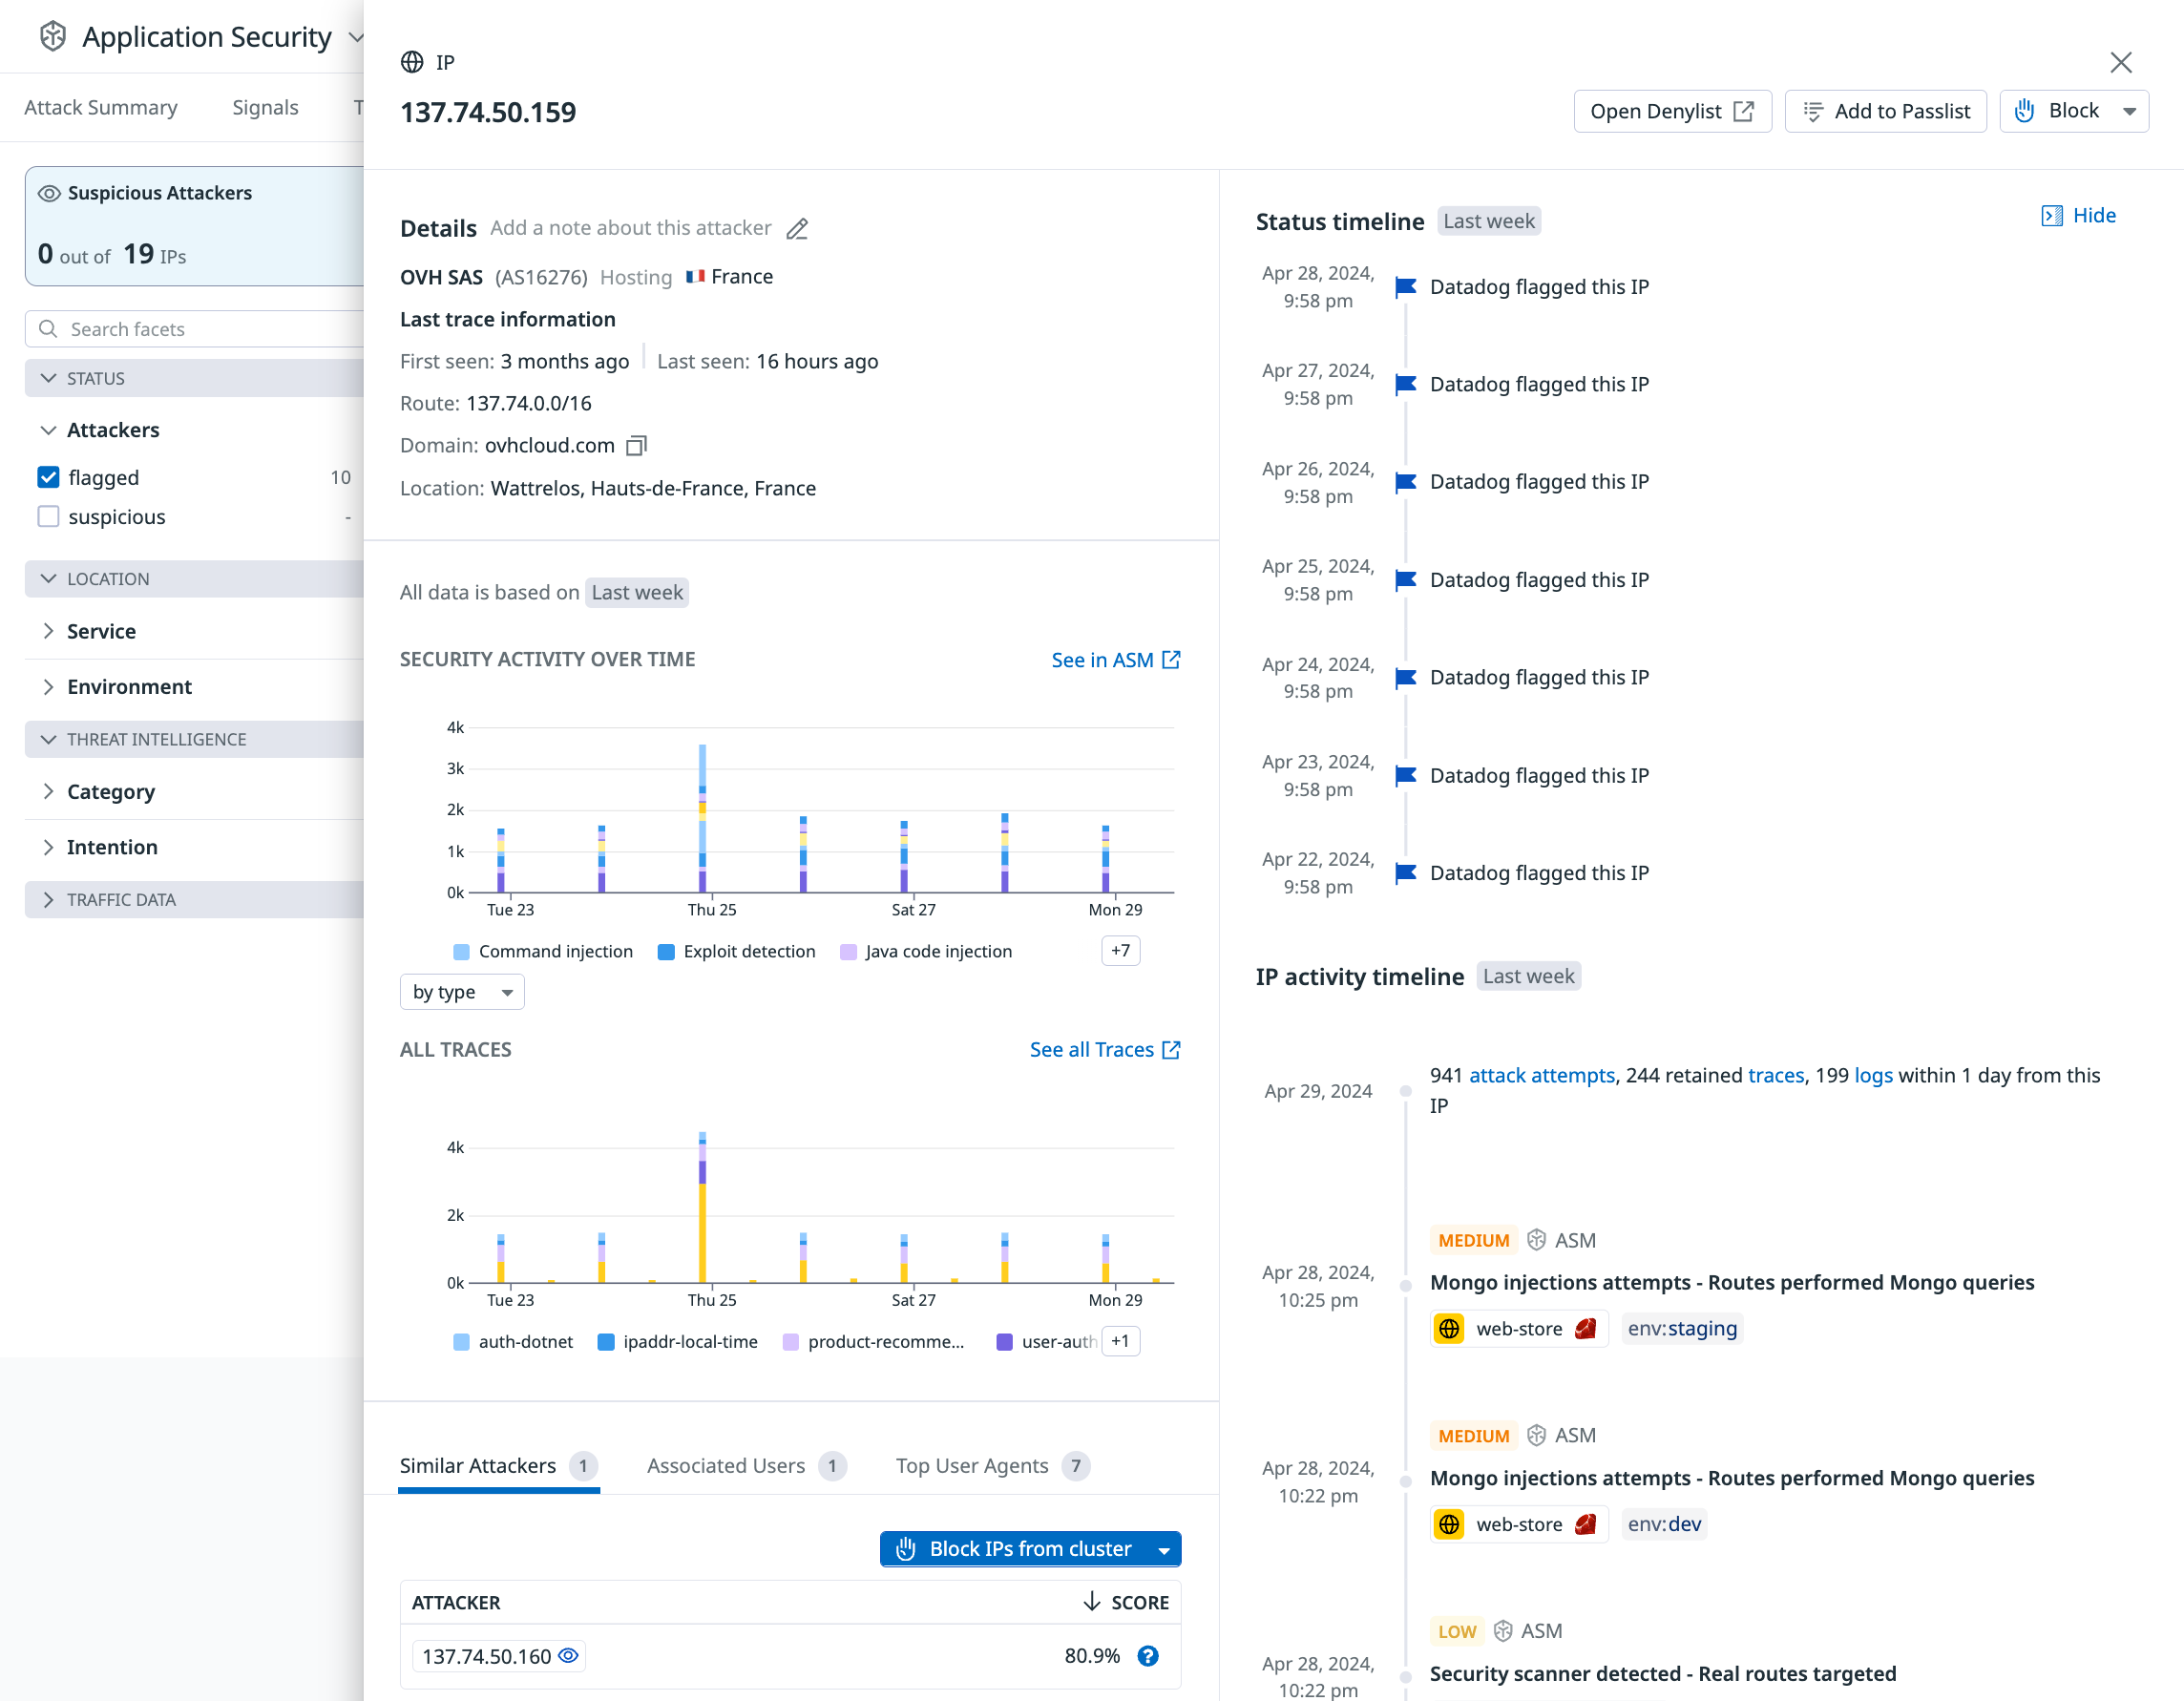 Application Security
Attack Summary
Signals
T
Suspicious Attackers
0 out of 19 IPs
Search facets
STATUS
Attackers
flagged 10
suspicious -
LOCATION
Service
Environment
THREAT INTELLIGENCE
Category
Intention
TRAFFIC DATA
IP
137.74.50.159
Open Denylist
Add to Passlist
Block
Details Add a note about this attacker
OVH SAS (AS16276) Hosting France
Last trace information
First seen: 3 months ago Last seen: 16 hours ago
Route: 137.74.0.0/16
Domain: ovhcloud.com
Location: Wattrelos, Hauts-de-France, France
All data is based on Last week
SECURITY ACTIVITY OVER TIME See in ASM
4k
3k
2k
1k
0k
Tue 23 Thu 25 Sat 27 Mon 29
Command injection Exploit detection Java code injection +7
by type
ALL TRACES See all Traces
4k
2k
0k
Tue 23 Thu 25 Sat 27 Mon 29
auth-dotnet ipaddr-local-time product-recomme... user-auth +1
Similar Attackers 1 Associated Users 1 Top User Agents 7
Block IPs from cluster
ATTACKER SCORE
137.74.50.160 80.9% ?
Status timeline Last week
Hide
Apr 28, 2024,
9:58 pm
Datadog flagged this IP
Apr 27, 2024,
9:58 pm
Datadog flagged this IP
Apr 26, 2024,
9:58 pm
Datadog flagged this IP
Apr 25, 2024,
9:58 pm
Datadog flagged this IP
Apr 24, 2024,
9:58 pm
Datadog flagged this IP
Apr 23, 2024,
9:58 pm
Datadog flagged this IP
Apr 22, 2024,
9:58 pm
Datadog flagged this IP
IP activity timeline Last week
Apr 29, 2024
941 attack attempts, 244 retained traces, 199 logs within 1 day from this
IP
Apr 28, 2024,
10:25 pm
MEDIUM ASM
Mongo injections attempts - Routes performed Mongo queries
web-store env:staging
Apr 28, 2024,
10:22 pm
MEDIUM ASM
Mongo injections attempts - Routes performed Mongo queries
web-store env:dev
Apr 28, 2024,
10:22 pm
LOW ASM
Security scanner detected - Real routes targeted